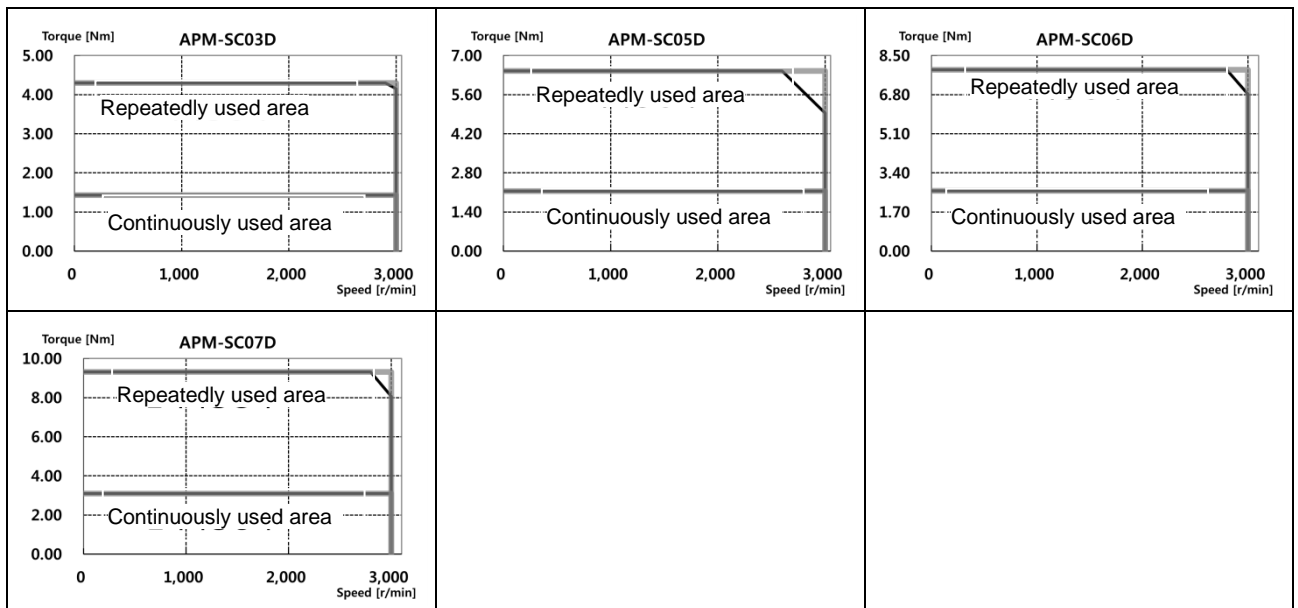 Torque [Nm] APM-SC03D
5.00
4.00
Repeatedly used area
3.00
2.00
1.00
Continuously used area
0.00
0 1,000 2,000 3,000
Speed [r/min]
Torque [Nm] APM-SC05D
7.00
5.60
Repeatedly used area
4.20
2.80
1.40
Continuously used area
0.00
0 1,000 2,000 3,000
Speed [r/min]
Torque [Nm] APM-SC06D
8.50
6.80
Repeatedly used area
5.10
3.40
1.70
Continuously used area
0.00
0 1,000 2,000 3,000
Speed [r/min]
Torque [Nm] APM-SC07D
10.00
8.00
Repeatedly used area
6.00
4.00
2.00
Continuously used area
0.00
0 1,000 2,000 3,000
Speed [r/min]